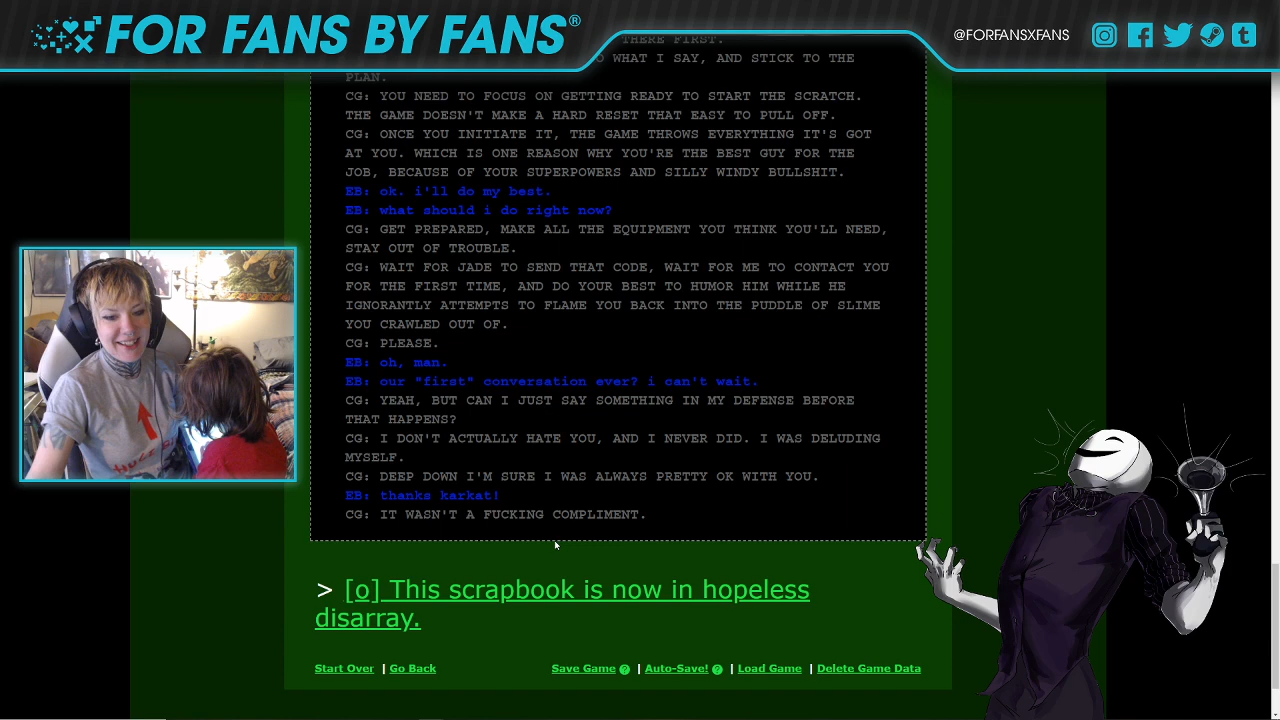 FOR FANS BY FANS®
@FORFANSXFANS
THERE FIRST.
O WHAT I SAY, AND STICK TO THE
PLAN.
CG: YOU NEED TO FOCUS ON GETTING READY TO START THE SCRATCH.
THE GAME DOESN'T MAKE A HARD RESET THAT EASY TO PULL OFF.
CG: ONCE YOU INITIATE IT, THE GAME THROWS EVERYTHING IT'S GOT
AT YOU. WHICH IS ONE REASON WHY YOU'RE THE BEST GUY FOR THE
JOB, BECAUSE OF YOUR SUPERPOWERS AND SILLY WINDY BULLSHIT.
EB: ok. i'll do my best.
EB: what should i do right now?
CG: GET PREPARED, MAKE ALL THE EQUIPMENT YOU THINK YOU'LL NEED,
STAY OUT OF TROUBLE.
CG: WAIT FOR JADE TO SEND THAT CODE, WAIT FOR ME TO CONTACT YOU
FOR THE FIRST TIME, AND DO YOUR BEST TO HUMOR HIM WHILE HE
IGNORANTLY ATTEMPTS TO FLAME YOU BACK INTO THE PUDDLE OF SLIME
YOU CRAWLED OUT OF.
CG: PLEASE.
EB: oh, man.
EB: our "first" conversation ever? i can't wait.
CG: YEAH, BUT CAN I JUST SAY SOMETHING IN MY DEFENSE BEFORE
THAT HAPPENS?
CG: I DON'T ACTUALLY HATE YOU, AND I NEVER DID. I WAS DELUDING
MYSELF.
CG: DEEP DOWN I'M SURE I WAS ALWAYS PRETTY OK WITH YOU.
EB: thanks karkat!
CG: IT WASN'T A FUCKING COMPLIMENT.
> [o] This scrapbook is now in hopeless
disarray.
Start Over | Go Back
Save Game ? | Auto-Save! ? | Load Game | Delete Game Data